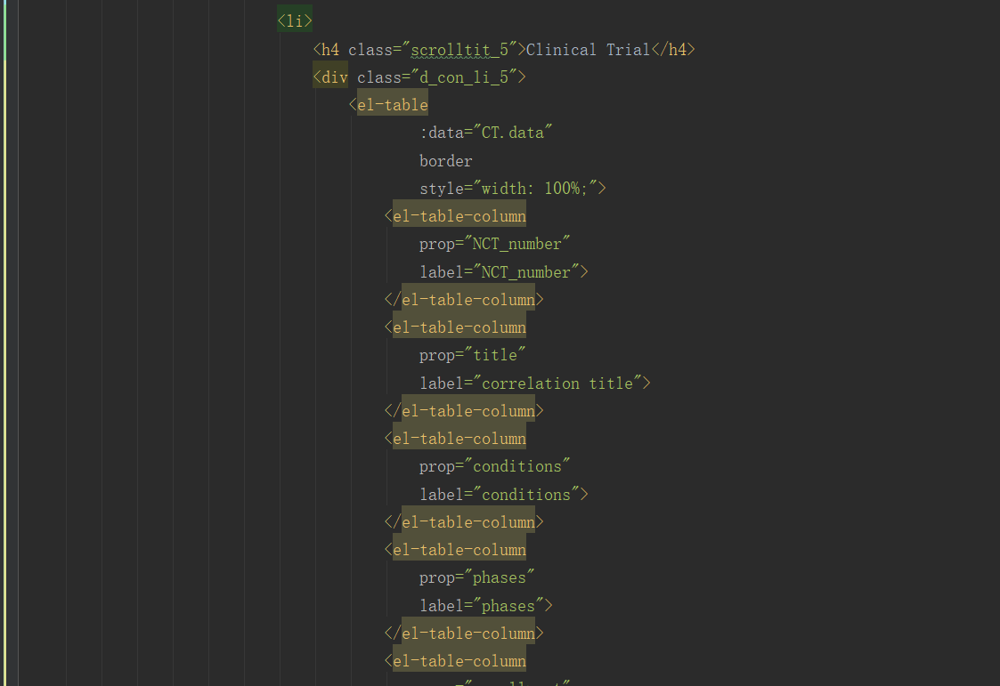 <li>
<h4 class="scrolltit_5">Clinical Trial</h4>
<div class="d_con_li_5">
<el-table
:data="CT.data"
border
style="width: 100%;">
<el-table-column
prop="NCT_number"
label="NCT_number">
</el-table-column>
<el-table-column
prop="title"
label="correlation title">
</el-table-column>
<el-table-column
prop="conditions"
label="conditions">
</el-table-column>
<el-table-column
prop="phases"
label="phases">
</el-table-column>
<el-table-column